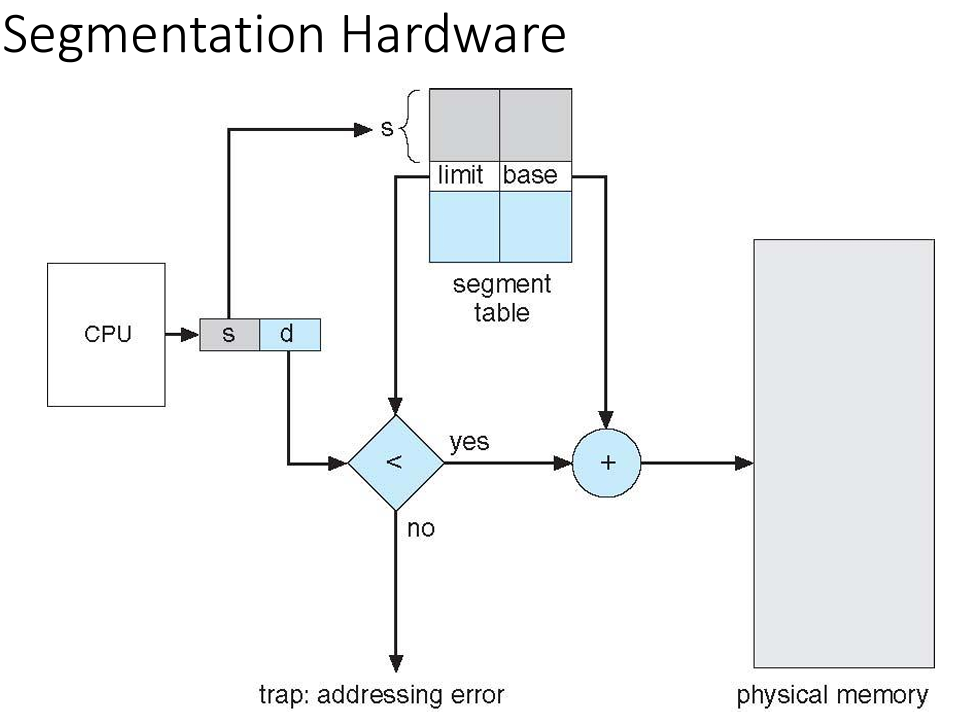 Segmentation Hardware
s
limit base
segment
table
CPU
s d
<
yes
+
no
trap: addressing error
physical memory